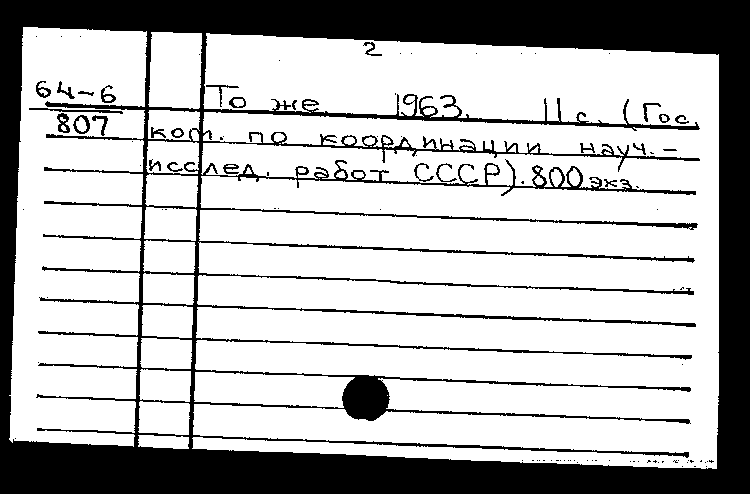 2
64-6
807
То же. 1963. 11 с. (Гос.
ком. по координации науч.-
исслед. работ СССР). 800 экз.